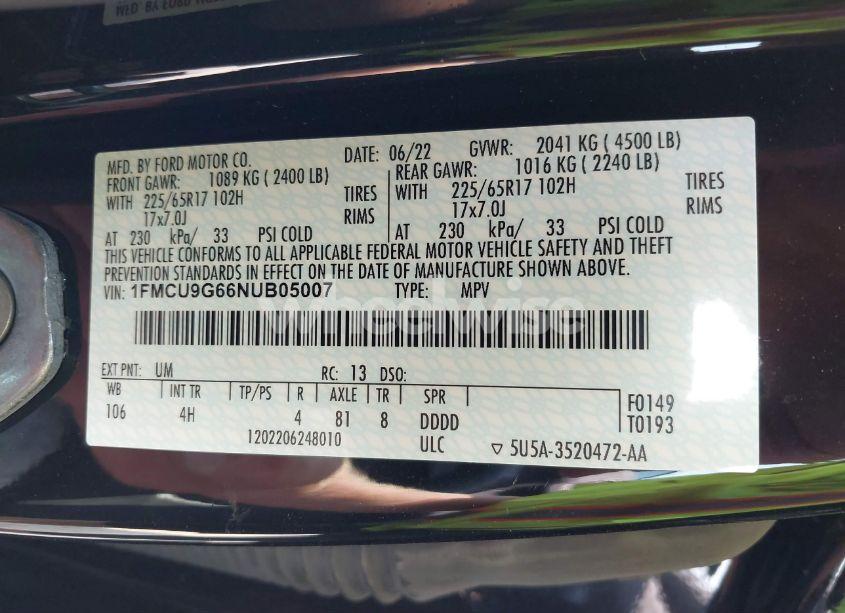 MFD. BY FORD MOTOR CO. DATE: 06/22 GVWR: 2041 KG ( 4500 LB)
FRONT GAWR: 1089 KG ( 2400 LB) REAR GAWR: 1016 KG ( 2240 LB)
WITH 225/65R17 102H TIRES WITH 225/65R17 102H TIRES
17x7.0J RIMS 17x7.0J RIMS
AT 230 kPa/ 33 PSI COLD AT 230 kPa/ 33 PSI COLD
THIS VEHICLE CONFORMS TO ALL APPLICABLE FEDERAL MOTOR VEHICLE SAFETY AND THEFT
PREVENTION STANDARDS IN EFFECT ON THE DATE OF MANUFACTURE SHOWN ABOVE.
VIN: 1FMCU9G66NUB05007 TYPE: MPV
wheelwise
EXT PNT: UM RC: 13 DSO:
WB INT TR TP/PS R AXLE TR SPR
106 4H 4 81 8 DDDD F0149
T0193
1202206248010 ULC ▽ 5U5A-3520472-AA